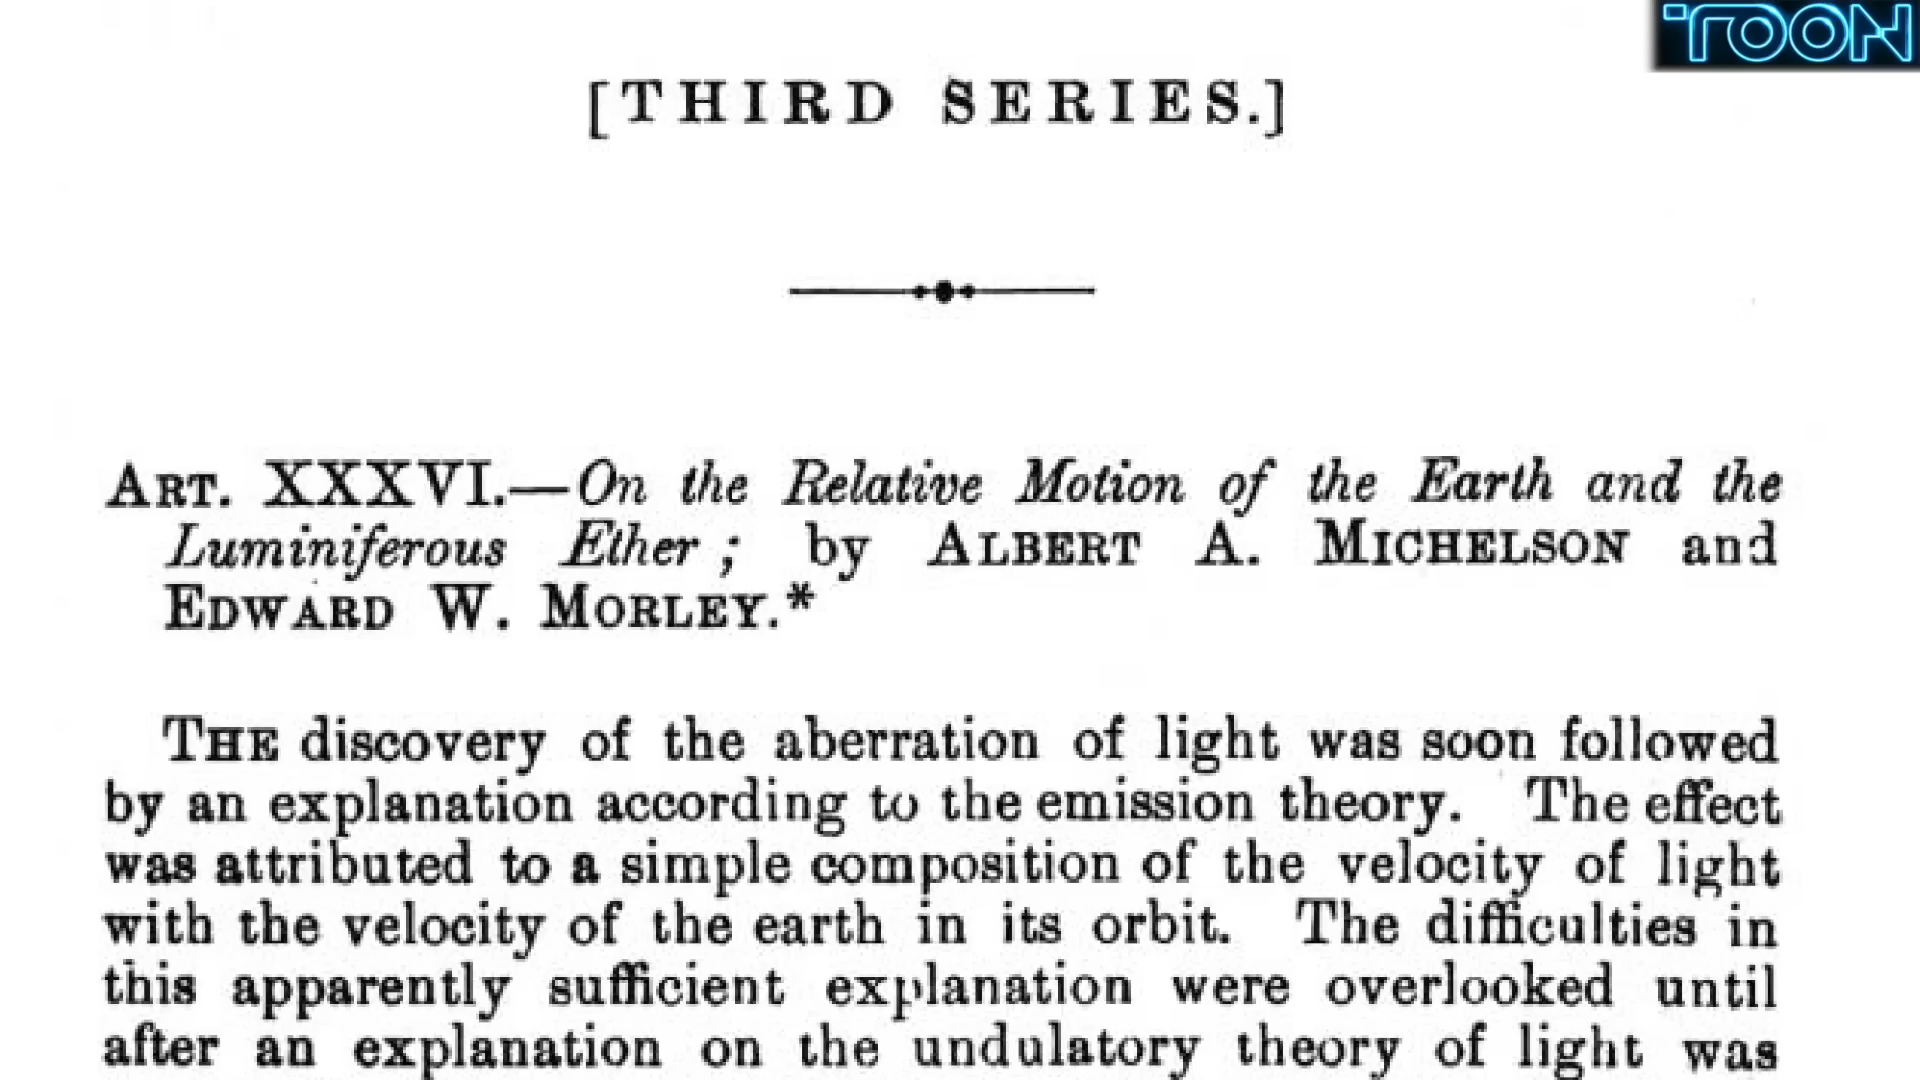 TOON
[THIRD SERIES.]
ART. XXXVI.—On the Relative Motion of the Earth and the
Luminiferous Ether; by ALBERT A. MICHELSON and
EDWARD W. MORLEY.*
THE discovery of the aberration of light was soon followed
by an explanation according to the emission theory. The effect
was attributed to a simple composition of the velocity of light
with the velocity of the earth in its orbit. The difficulties in
this apparently sufficient explanation were overlooked until
after an explanation on the undulatory theory of light was